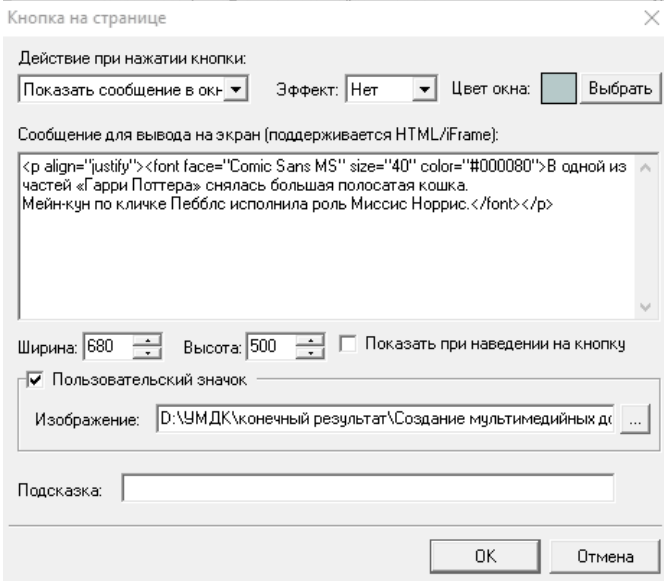 Кнопка на странице
Действие при нажатии кнопки:
Показать сообщение в окн Эффект: Нет Цвет окна: Выбрать
Сообщение для вывода на экран (поддерживается HTML/iFrame):
<p align="justify"><font face="Comic Sans MS" size="40" color="#000080">В одной из
частей «Гарри Поттера» снялась большая полосатая кошка.
Мейн-кун по кличке Пебблс исполнила роль Миссис Норрис.</font></p>
Ширина: 680 Высота: 500 Показать при наведении на кнопку
Пользовательский значок
Изображение: D:\УМДК\конечный результат\Создание мультимедийных до ...
Подсказка:
OK Отмена